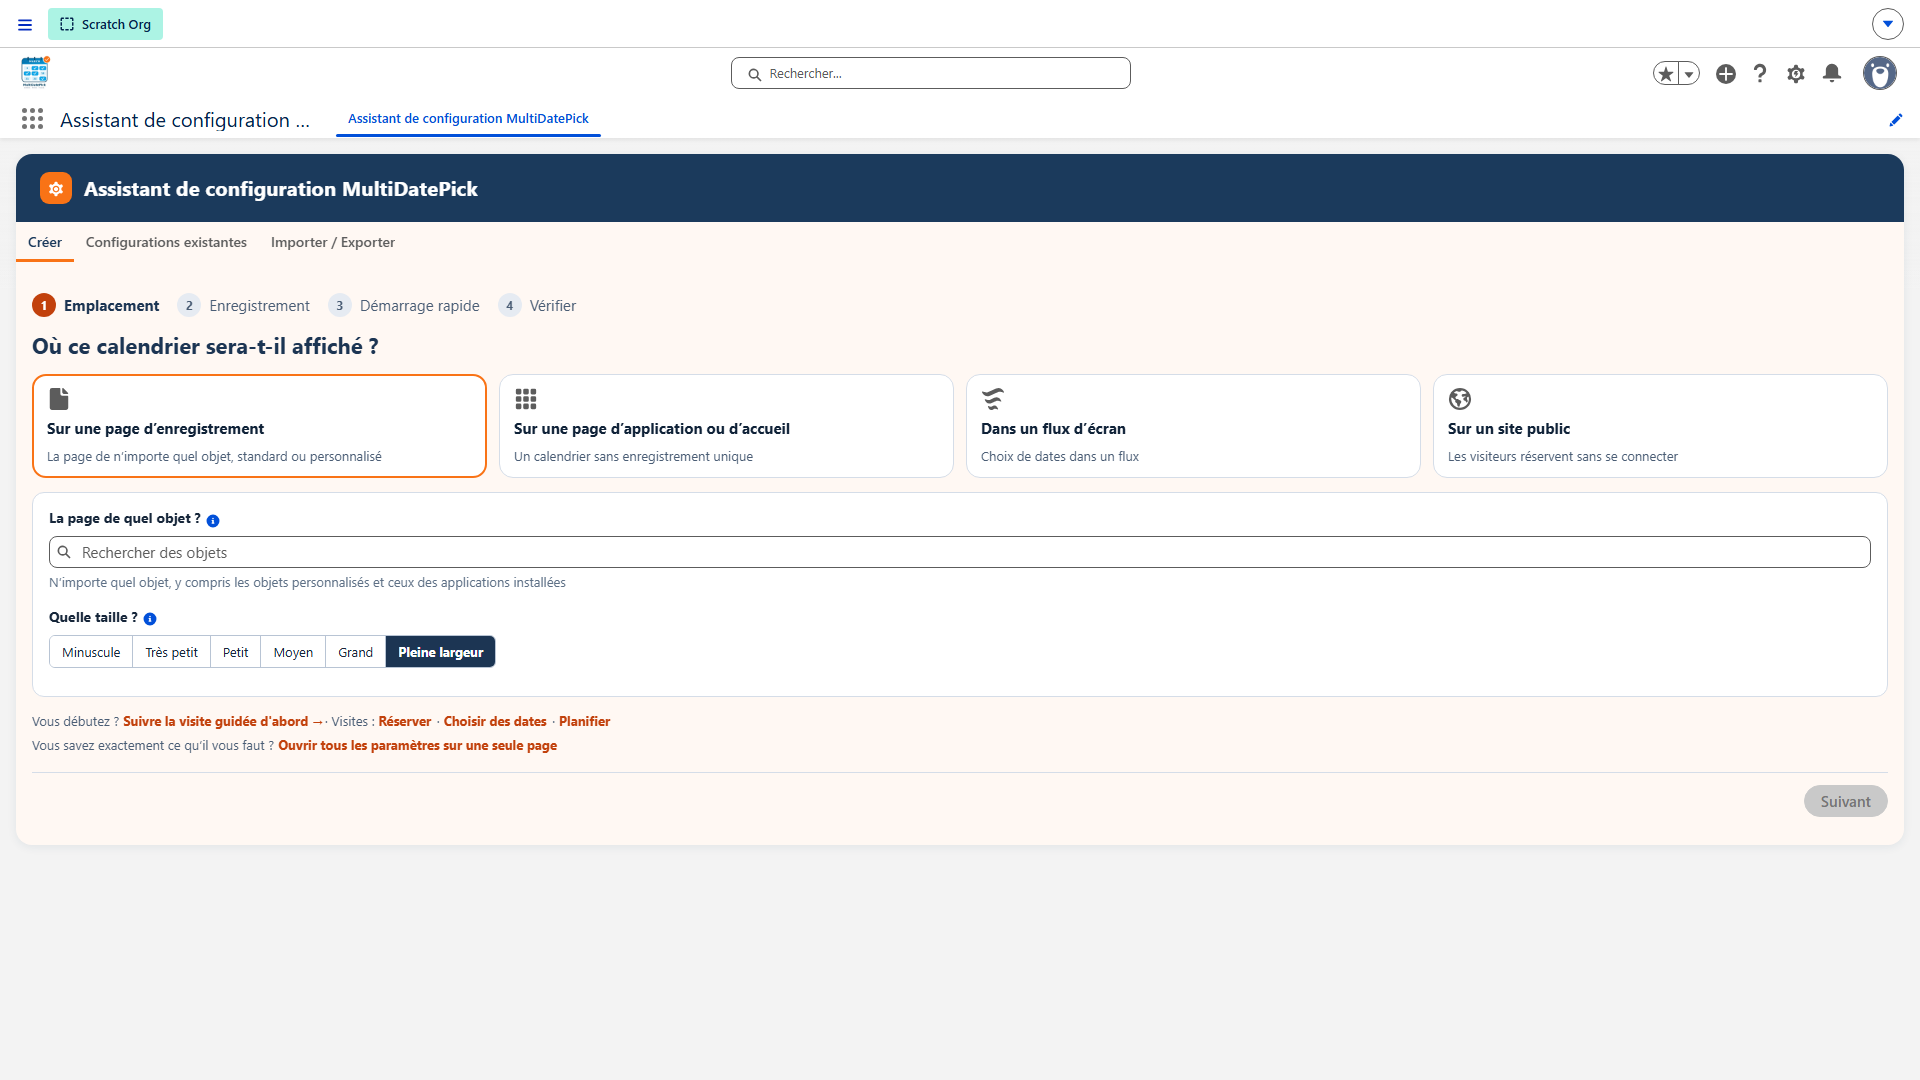 Scratch Org
Rechercher...
Assistant de configuration ...
Assistant de configuration MultiDatePick
Assistant de configuration MultiDatePick
Créer
Configurations existantes
Importer / Exporter
1 Emplacement
2 Enregistrement
3 Démarrage rapide
4 Vérifier
Où ce calendrier sera-t-il affiché ?
Sur une page d’enregistrement
La page de n’importe quel objet, standard ou personnalisé
Sur une page d’application ou d’accueil
Un calendrier sans enregistrement unique
Dans un flux d’écran
Choix de dates dans un flux
Sur un site public
Les visiteurs réservent sans se connecter
La page de quel objet ?
Rechercher des objets
N’importe quel objet, y compris les objets personnalisés et ceux des applications installées
Quelle taille ?
Minuscule
Très petit
Petit
Moyen
Grand
Pleine largeur
Vous débutez ? Suivre la visite guidée d'abord → · Visites : Réserver · Choisir des dates · Planifier
Vous savez exactement ce qu’il vous faut ? Ouvrir tous les paramètres sur une seule page
Suivant